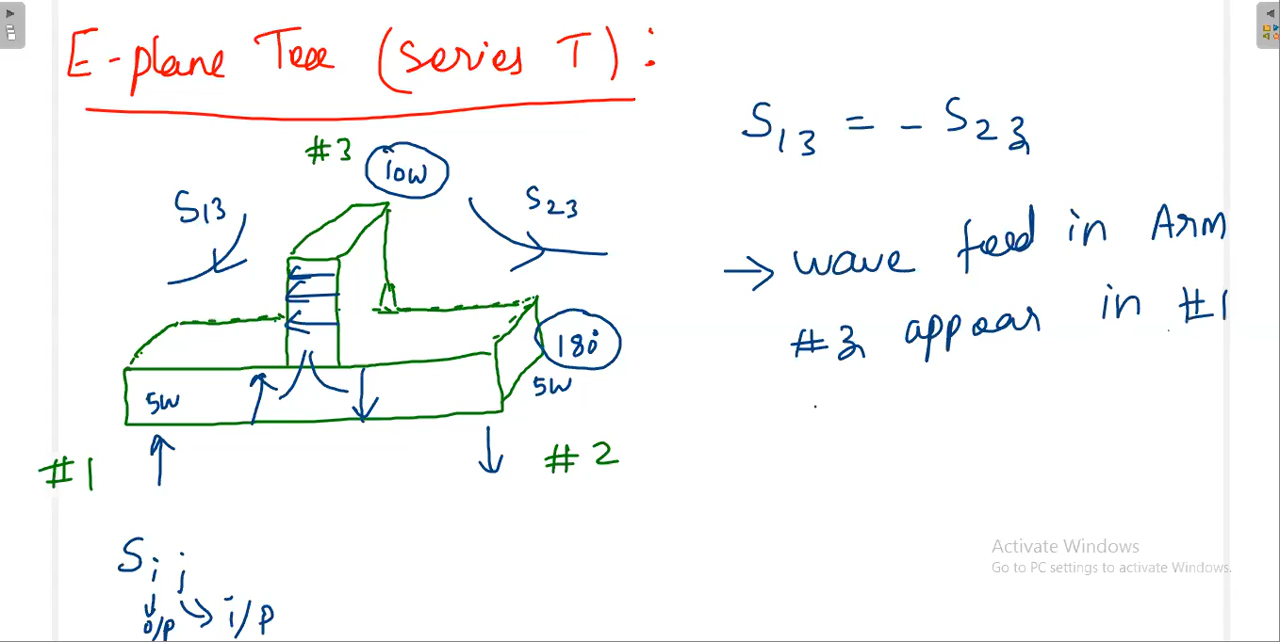 E-plane Tee (series T) :
#3
10W
S13
S23
S13 = - S23
→ wave feed in Arm
#3 appear in #1
180
5W
5W
#1
#2
Sij
o/p
i/p
Activate Windows
Go to PC settings to activate Windows.